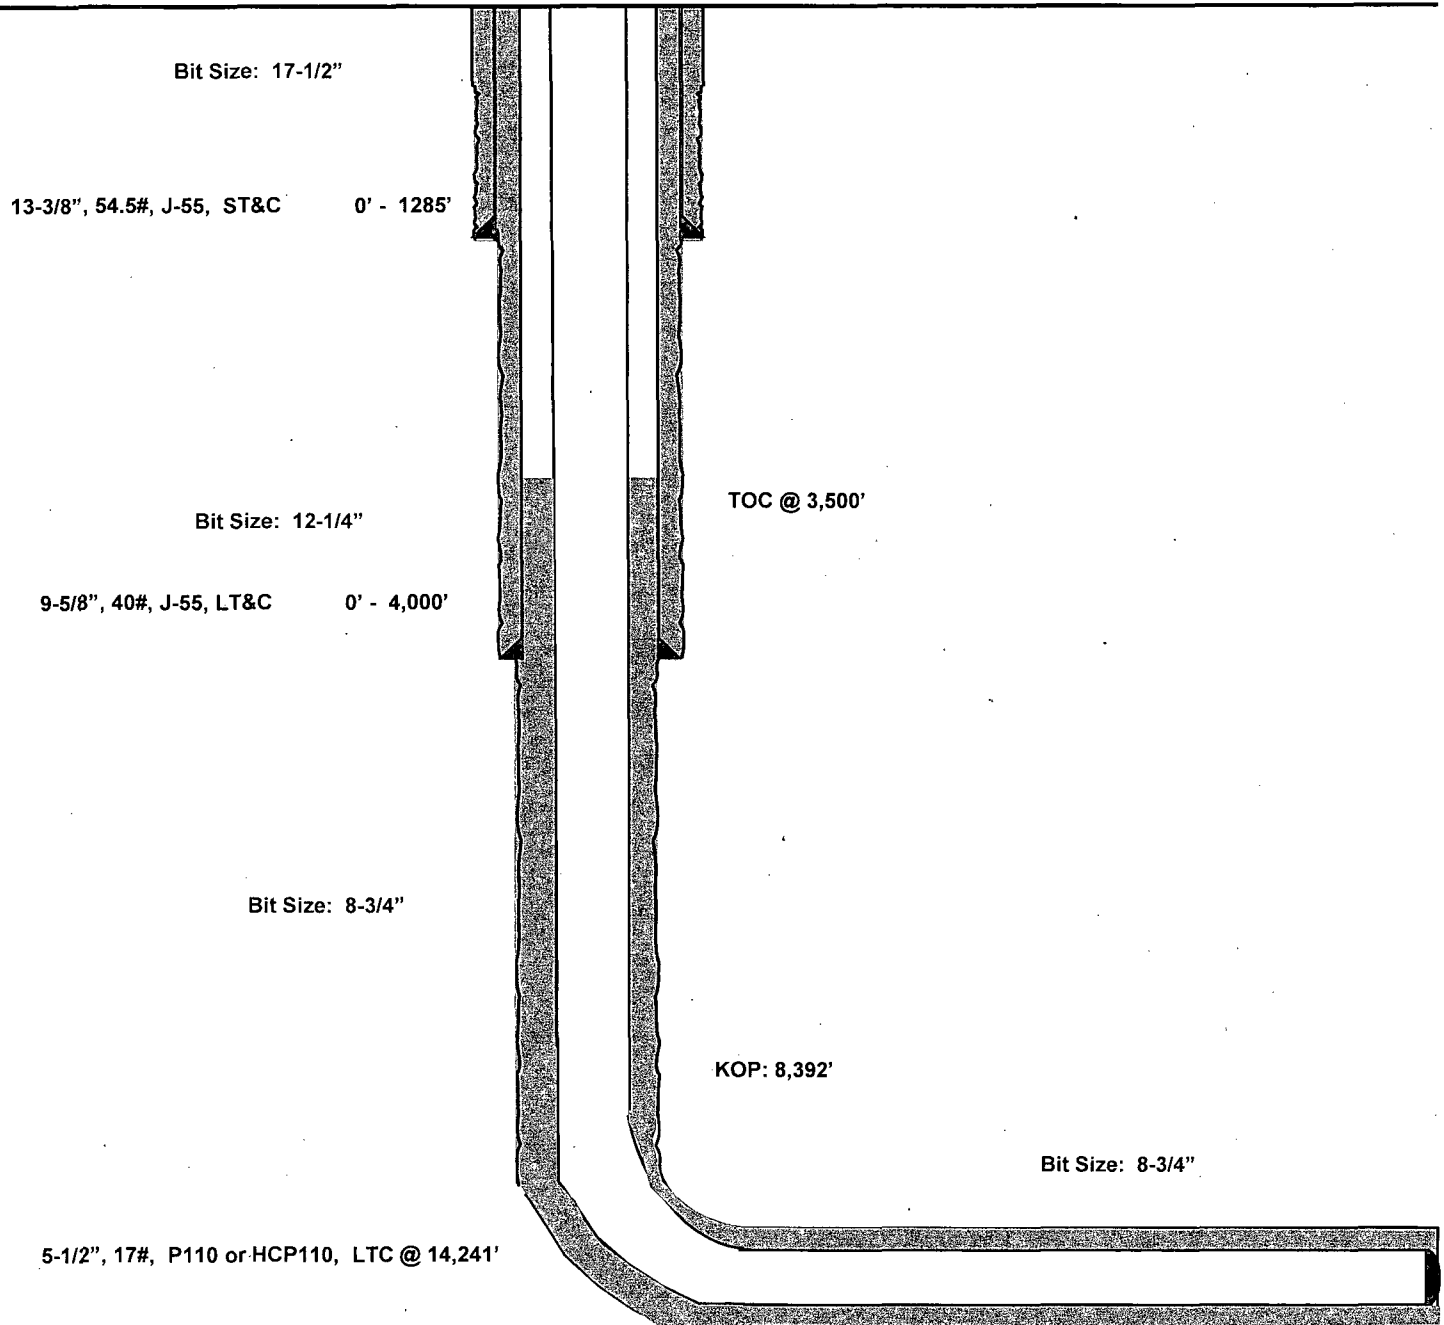 Bit Size: 17-1/2”
13-3/8”, 54.5#, J-55, ST&C 0’ - 1285’
TOC @ 3,500’
Bit Size: 12-1/4”
9-5/8”, 40#, J-55, LT&C 0’ - 4,000’
Bit Size: 8-3/4”
KOP: 8,392’
Bit Size: 8-3/4”
5-1/2”, 17#, P110 or HCP110, LTC @ 14,241’